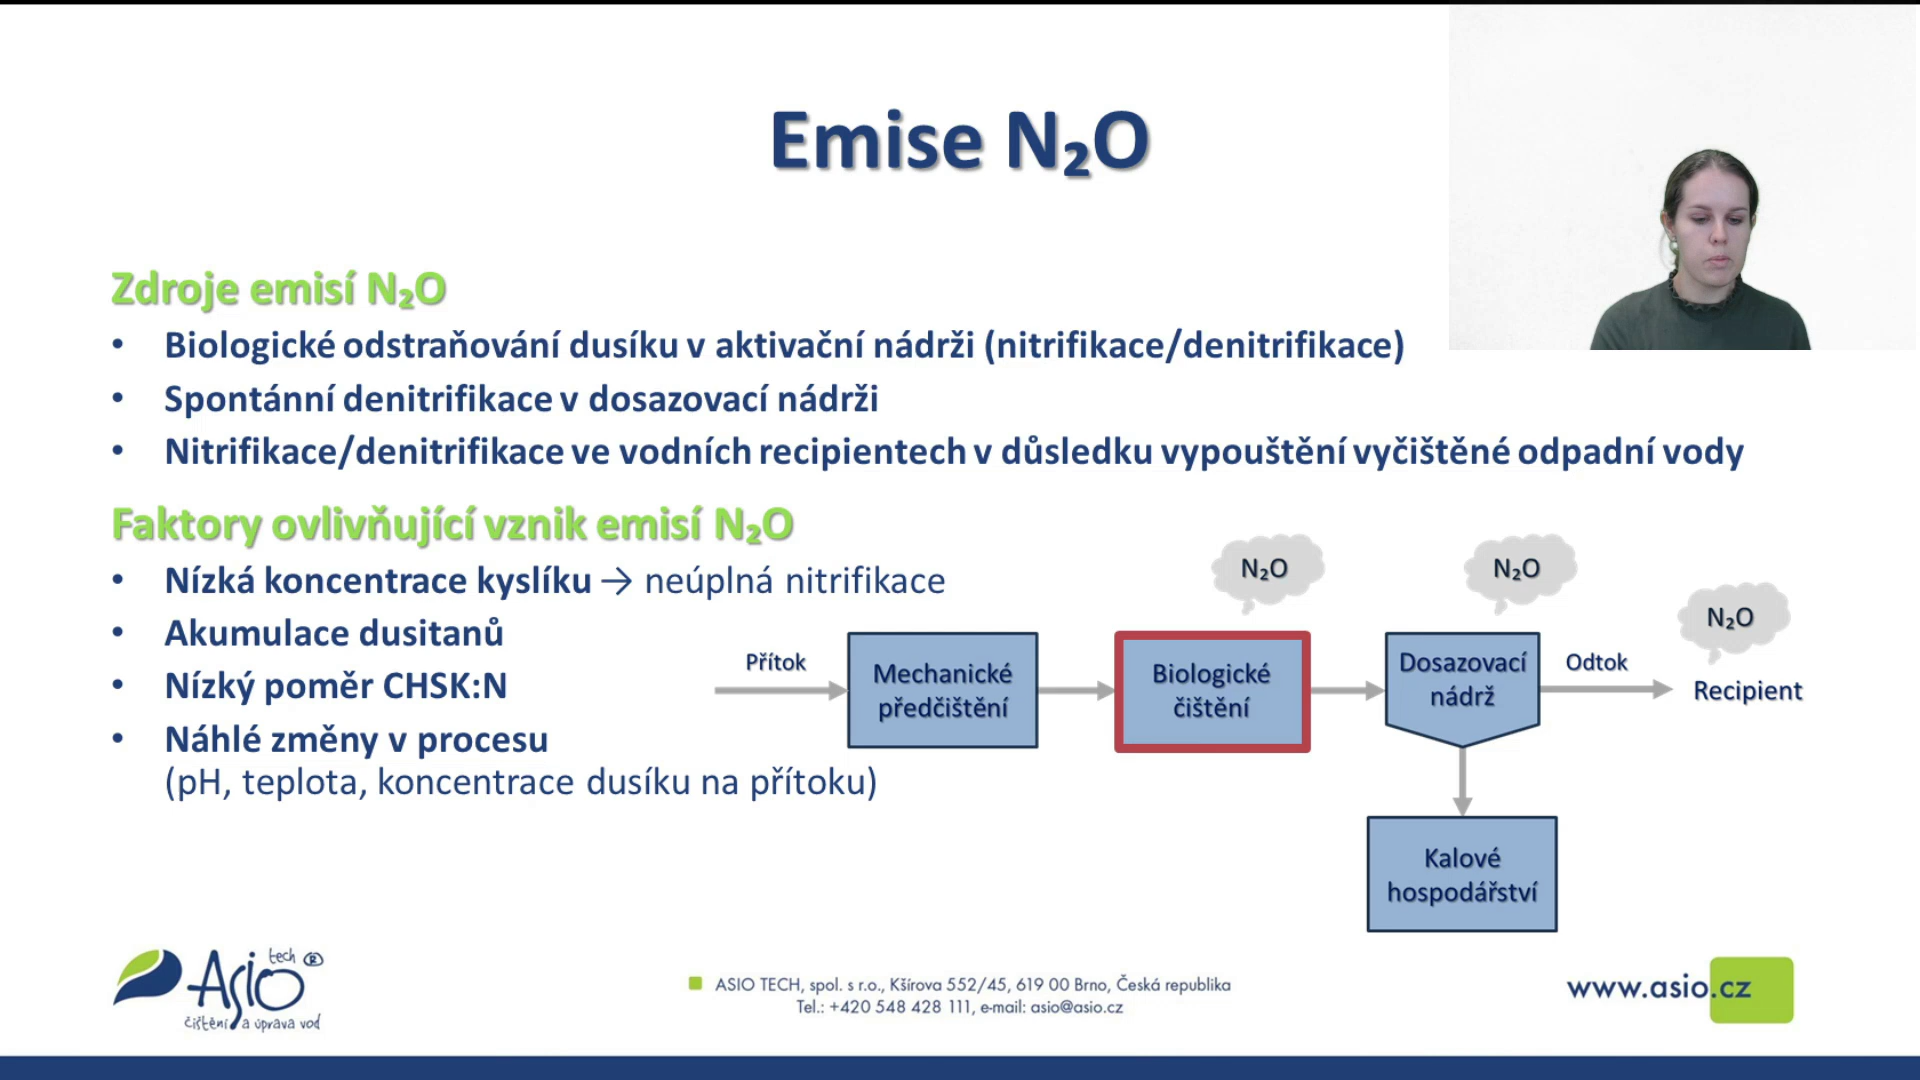 Emise N₂O
Zdroje emisí N₂O
• Biologické odstraňování dusíku v aktivační nádrži (nitrifikace/denitrifikace)
• Spontánní denitrifikace v dosazovací nádrži
• Nitrifikace/denitrifikace ve vodních recipientech v důsledku vypouštění vyčištěné odpadní vody
Faktory ovlivňující vznik emisí N₂O
• Nízká koncentrace kyslíku → neúplná nitrifikace
• Akumulace dusitanů
• Nízký poměr CHSK:N
• Náhlé změny v procesu
(pH, teplota, koncentrace dusíku na přítoku)
N₂O
N₂O
N₂O
Přítok
Mechanické
předčištění
Biologické
čištění
Dosazovací
nádrž
Odtok
Recipient
Kalové
hospodářství
Asio tech ®
čištění a úprava vod
ASIO TECH, spol. s r.o., Kšírova 552/45, 619 00 Brno, Česká republika
Tel.: +420 548 428 111, e-mail: asio@asio.cz
www.asio.cz